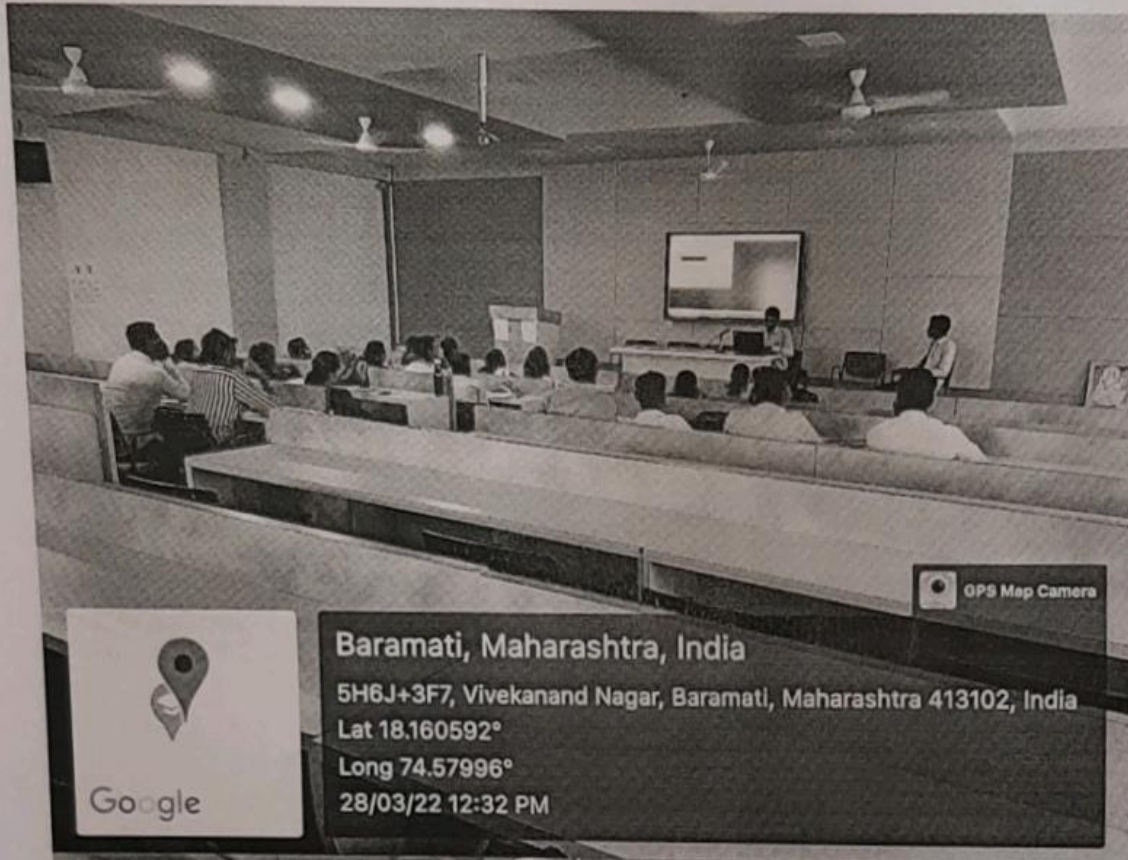 GPS Map Camera
Baramati, Maharashtra, India
5H6J+3F7, Vivekanand Nagar, Baramati, Maharashtra 413102, India
Lat 18.160592°
Long 74.57996°
28/03/22 12:32 PM
Google